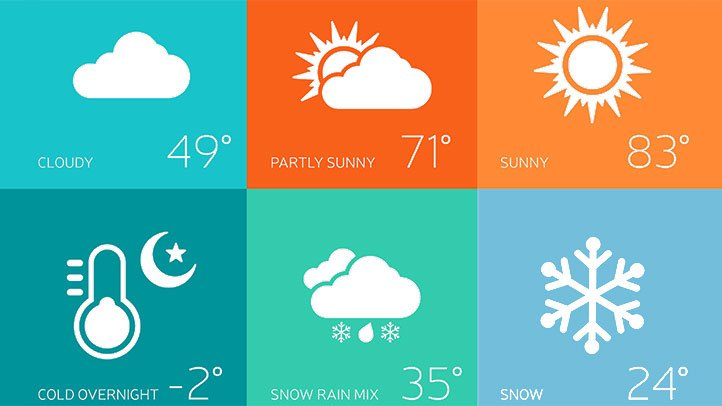 CLOUDY 49°
PARTLY SUNNY 71°
SUNNY 83°
COLD OVERNIGHT -2°
SNOW RAIN MIX 35°
SNOW 24°